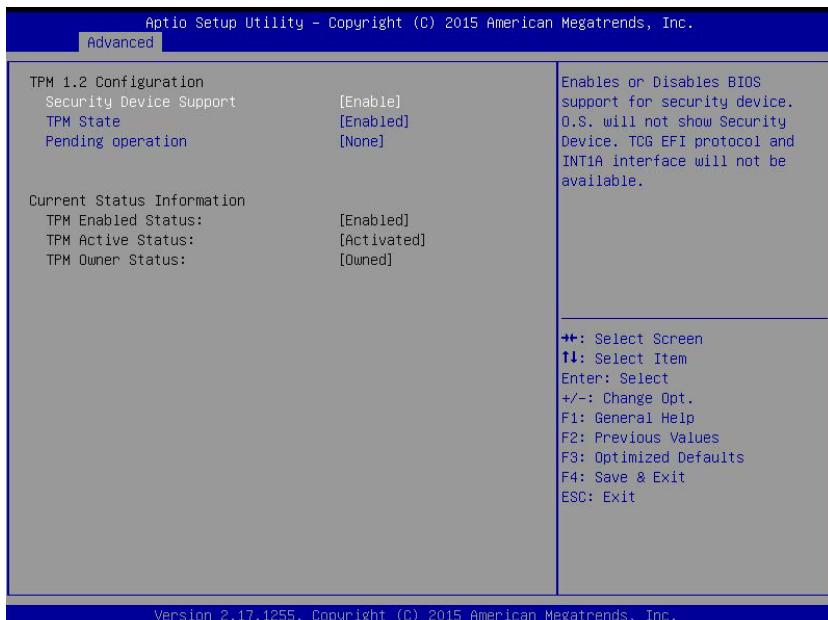 Aptio Setup Utility – Copyright (C) 2015 American Megatrends, Inc.
Advanced
TPM 1.2 Configuration
Security Device Support [Enable]
TPM State [Enabled]
Pending operation [None]
Current Status Information
TPM Enabled Status: [Enabled]
TPM Active Status: [Activated]
TPM Owner Status: [Owned]
Enables or Disables BIOS
support for security device.
O.S. will not show Security
Device. TCG EFI protocol and
INT1A interface will not be
available.
→←: Select Screen
↑↓: Select Item
Enter: Select
+/-: Change Opt.
F1: General Help
F2: Previous Values
F3: Optimized Defaults
F4: Save & Exit
ESC: Exit
Version 2.17.1255. Copyright (C) 2015 American Megatrends, Inc.